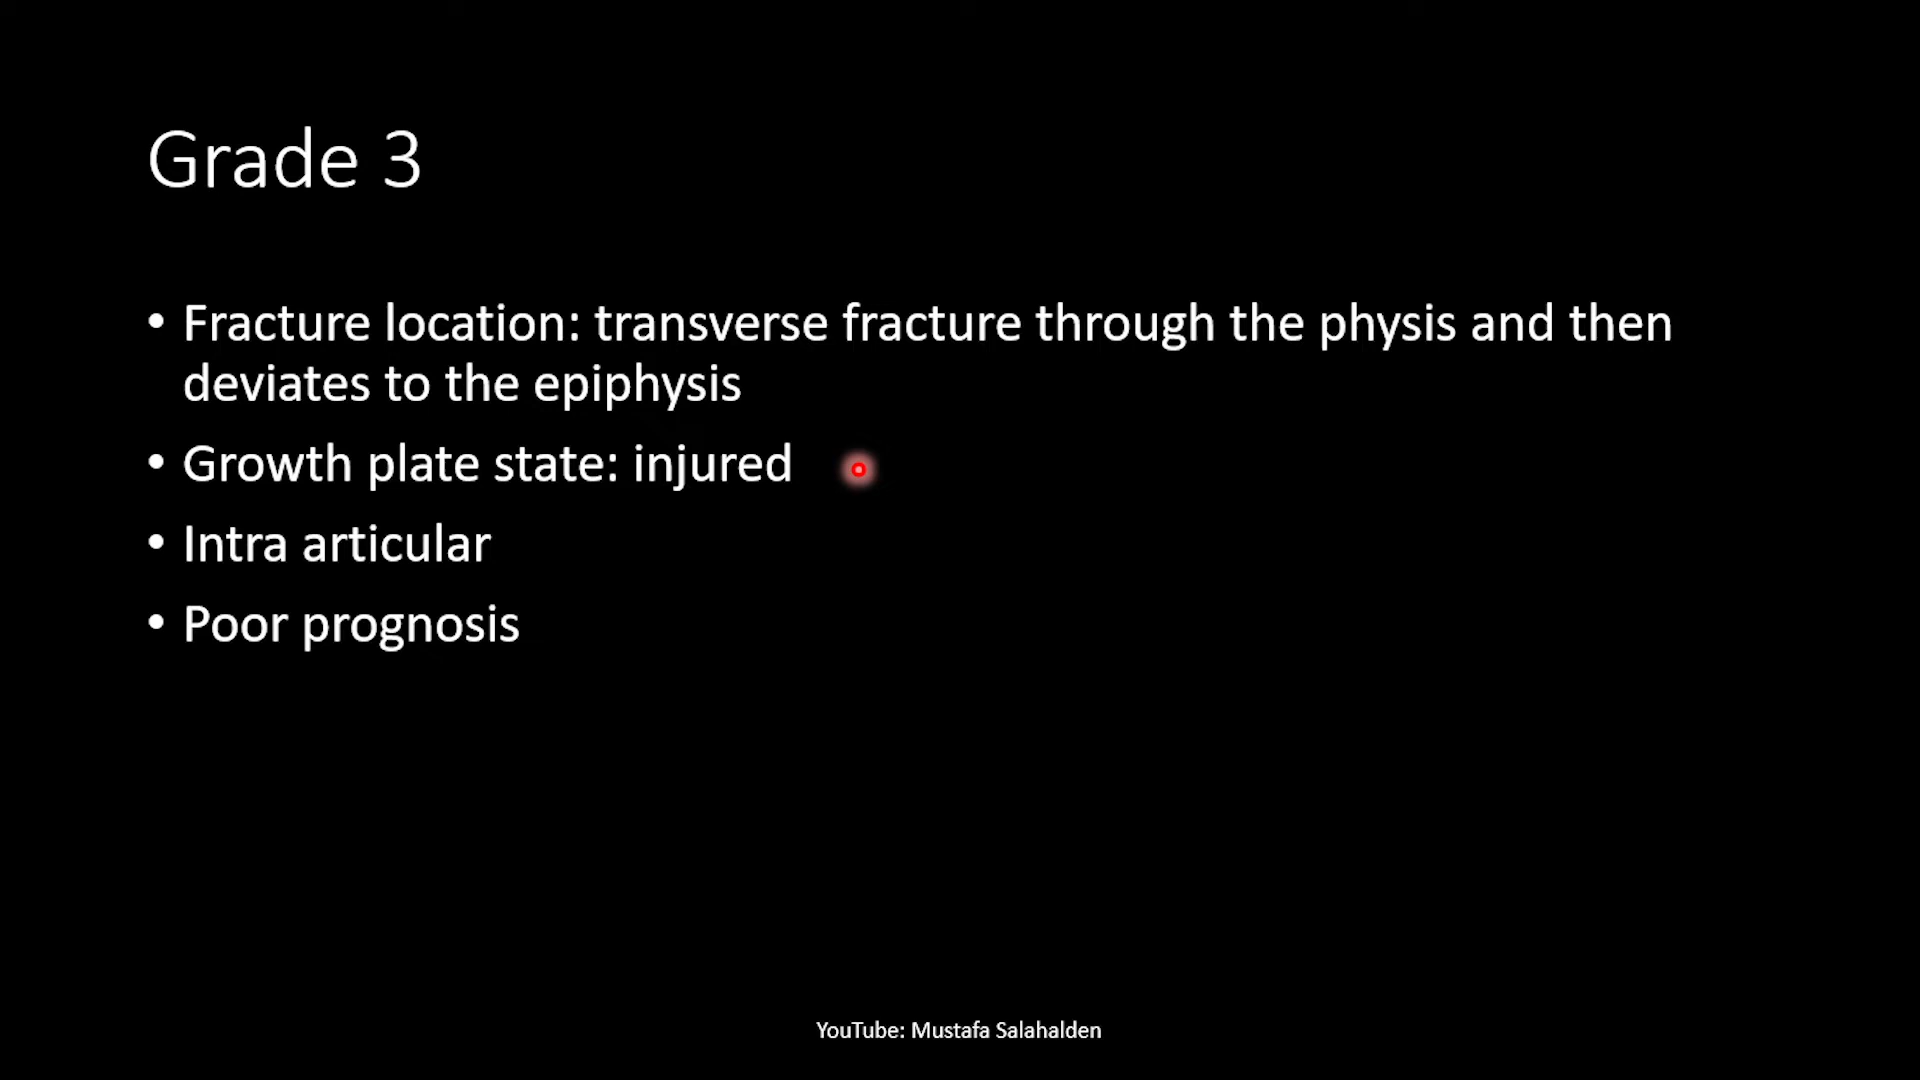 Grade 3
• Fracture location: transverse fracture through the physis and then
deviates to the epiphysis
• Growth plate state: injured
• Intra articular
• Poor prognosis
YouTube: Mustafa Salahalden